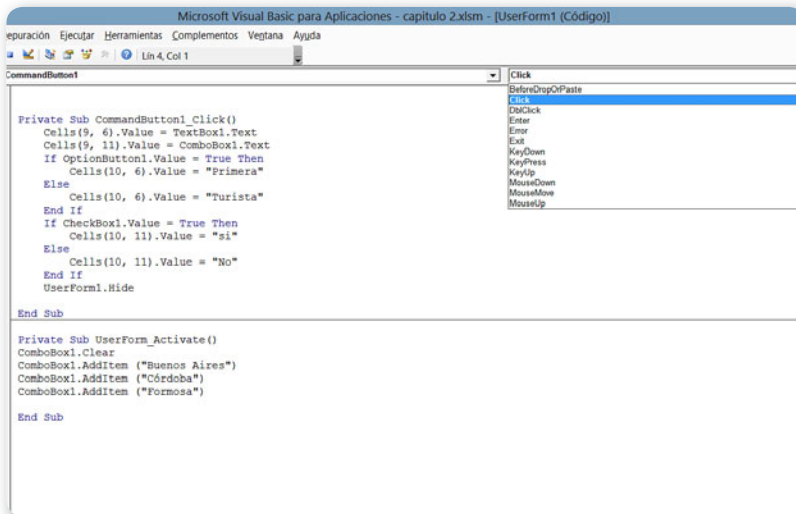 Microsoft Visual Basic para Aplicaciones - capitulo 2.xlsm - [UserForm1 (Código)]
epuración Ejecutar Herramientas Complementos Ventana Ayuda
Lín 4, Col 1
CommandButton1
Click
BeforeDropOrPaste
Click
DblClick
Enter
Error
Exit
KeyDown
KeyPress
KeyUp
MouseDown
MouseMove
MouseUp
Private Sub CommandButton1_Click()
    Cells(9, 6).Value = TextBox1.Text
    Cells(9, 11).Value = ComboBox1.Text
    If OptionButton1.Value = True Then
        Cells(10, 6).Value = "Primera"
    Else
        Cells(10, 6).Value = "Turista"
    End If
    If CheckBox1.Value = True Then
        Cells(10, 11).Value = "si"
    Else
        Cells(10, 11).Value = "No"
    End If
    UserForm1.Hide
End Sub
Private Sub UserForm_Activate()
ComboBox1.Clear
ComboBox1.AddItem ("Buenos Aires")
ComboBox1.AddItem ("Córdoba")
ComboBox1.AddItem ("Formosa")
End Sub